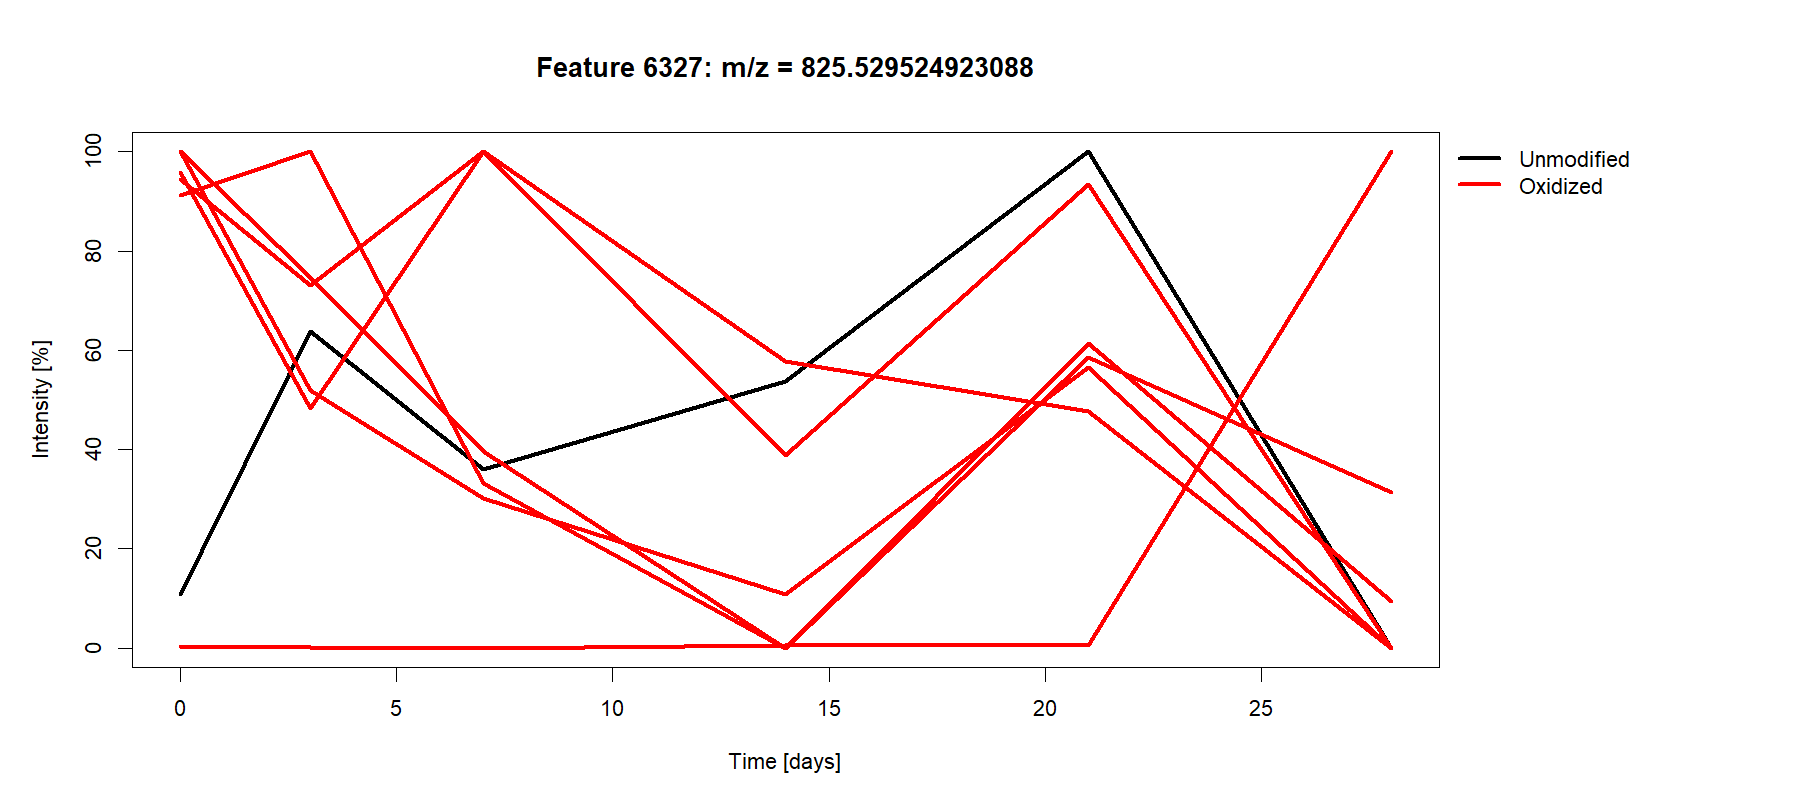 Feature 6327: m/z = 825.529524923088
Unmodified
Oxidized
Intensity [%]
100
80
60
40
20
0
0 5 10 15 20 25
Time [days]